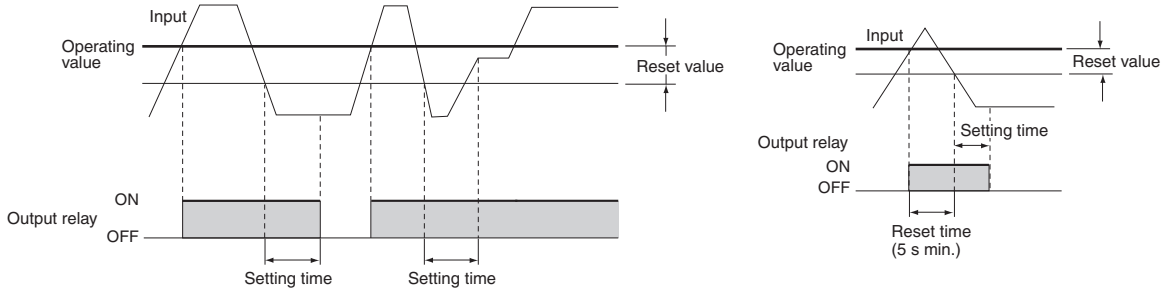 Input
Operating
value
Reset value
ON
Output relay
OFF
Setting time
Setting time
Input
Operating
value
Reset value
Setting time
Output relay
ON
OFF
Reset time
(5 s min.)